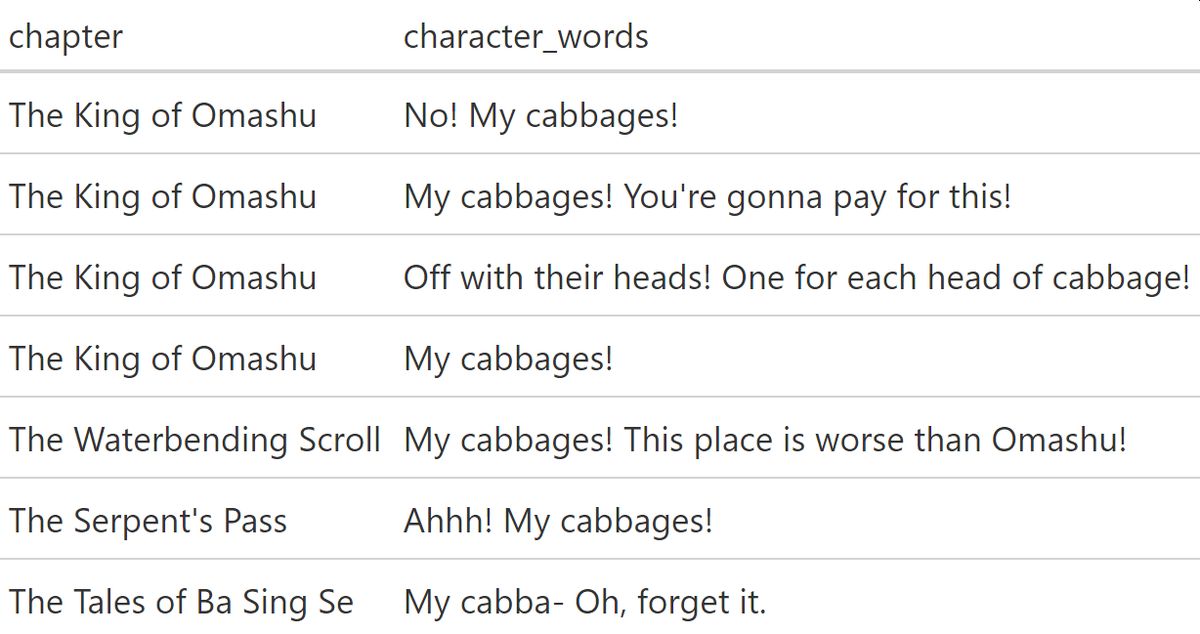 chapter character_words
The King of Omashu No! My cabbages!
The King of Omashu My cabbages! You're gonna pay for this!
The King of Omashu Off with their heads! One for each head of cabbage!
The King of Omashu My cabbages!
The Waterbending Scroll My cabbages! This place is worse than Omashu!
The Serpent's Pass Ahhh! My cabbages!
The Tales of Ba Sing Se My cabba- Oh, forget it.